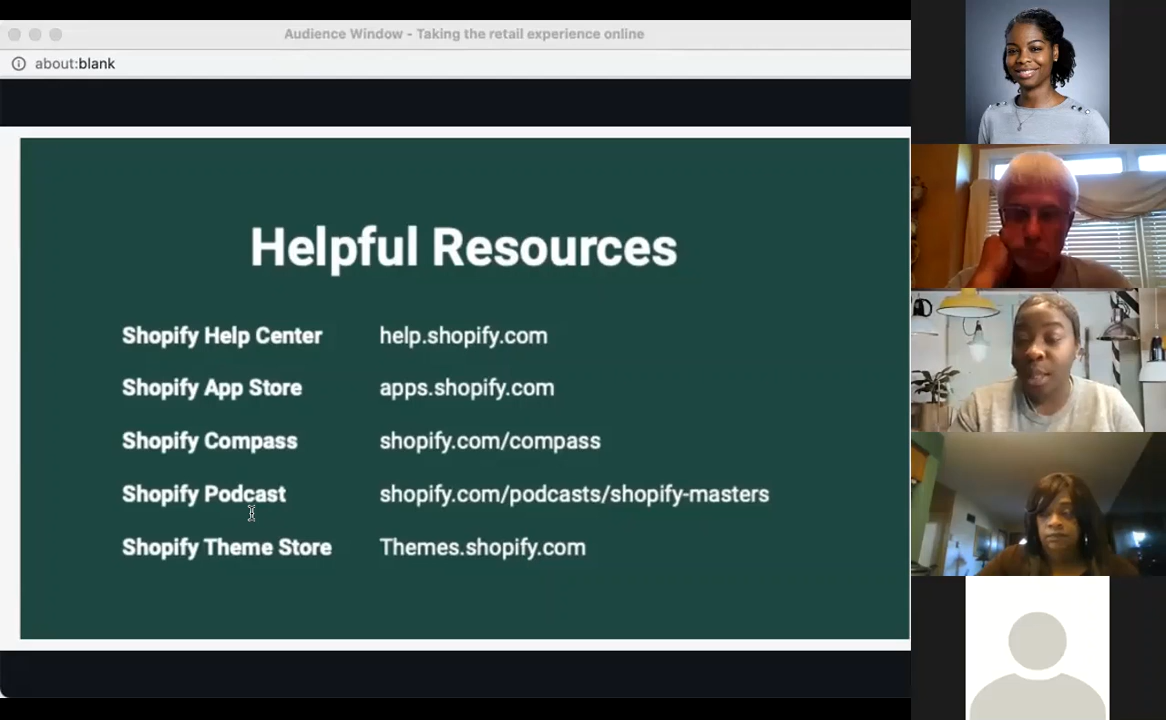 Audience Window - Taking the retail experience online
about:blank
Helpful Resources
Shopify Help Center help.shopify.com
Shopify App Store apps.shopify.com
Shopify Compass shopify.com/compass
Shopify Podcast shopify.com/podcasts/shopify-masters
Shopify Theme Store Themes.shopify.com